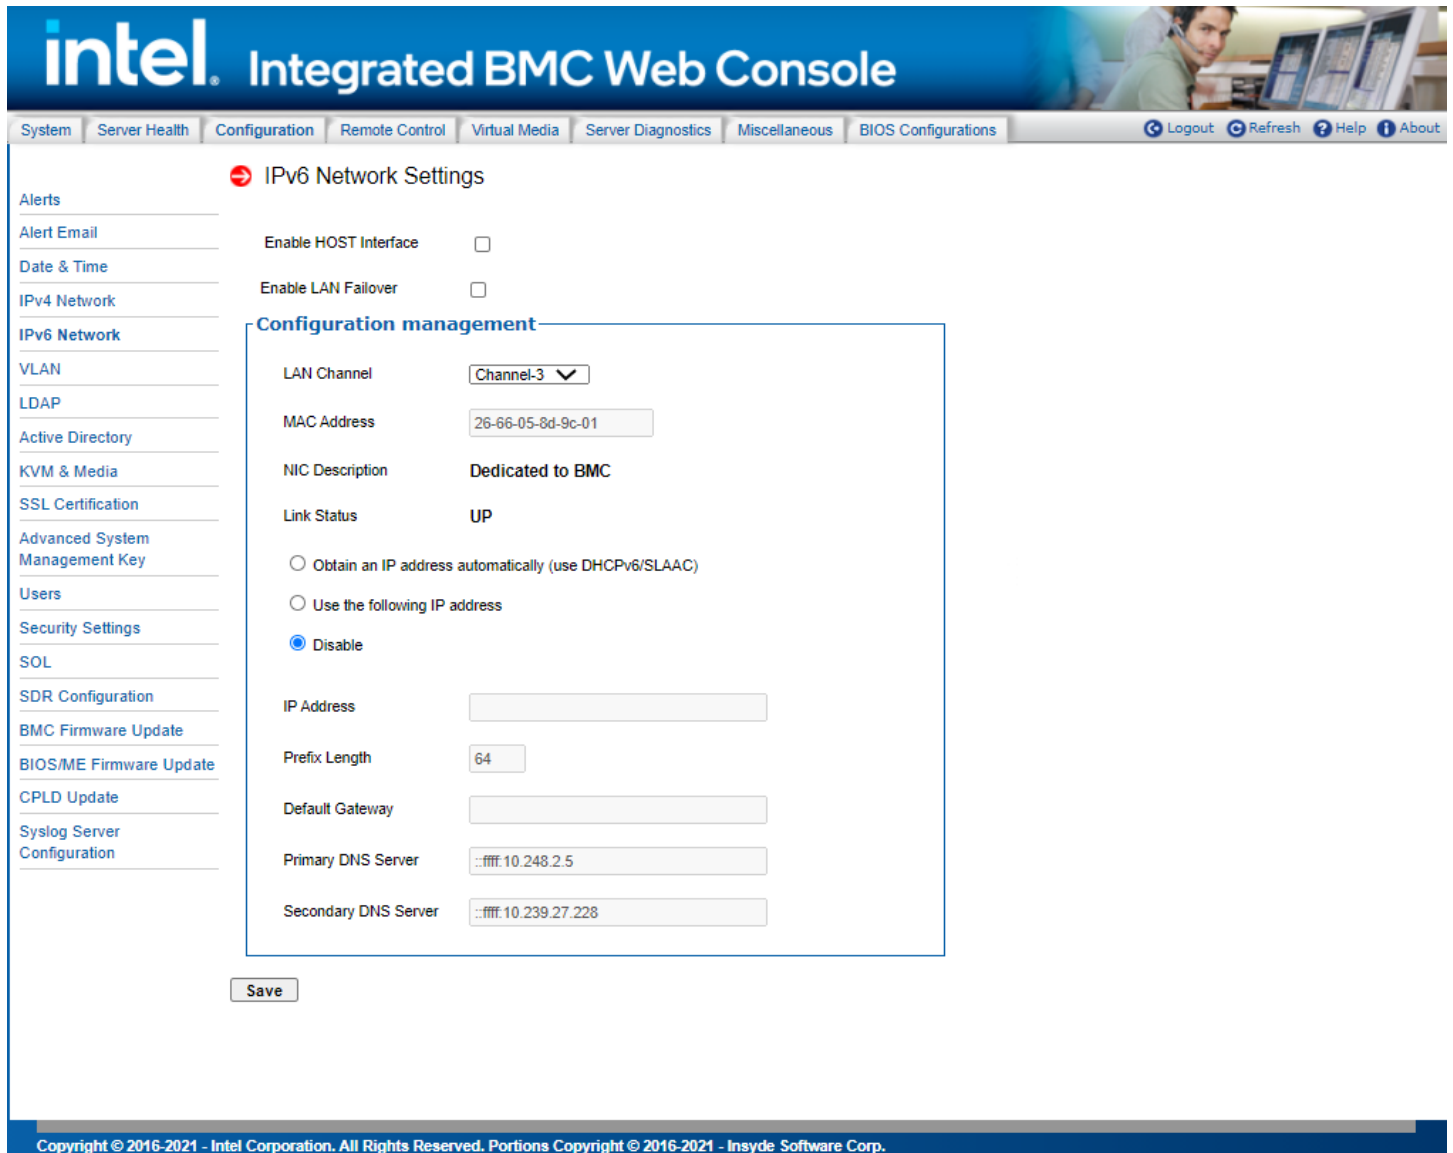 intel. Integrated BMC Web Console
System Server Health Configuration Remote Control Virtual Media Server Diagnostics Miscellaneous BIOS Configurations Logout Refresh Help About
Alerts
Alert Email
Date & Time
IPv4 Network
IPv6 Network
VLAN
LDAP
Active Directory
KVM & Media
SSL Certification
Advanced System
Management Key
Users
Security Settings
SOL
SDR Configuration
BMC Firmware Update
BIOS/ME Firmware Update
CPLD Update
Syslog Server
Configuration
IPv6 Network Settings
Enable HOST Interface
Enable LAN Failover
Configuration management
LAN Channel Channel-3
MAC Address 26-66-05-8d-9c-01
NIC Description Dedicated to BMC
Link Status UP
Obtain an IP address automatically (use DHCPv6/SLAAC)
Use the following IP address
Disable
IP Address
Prefix Length 64
Default Gateway
Primary DNS Server ::ffff:10.248.2.5
Secondary DNS Server ::ffff:10.239.27.228
Save
Copyright © 2016-2021 - Intel Corporation. All Rights Reserved. Portions Copyright © 2016-2021 - Insyde Software Corp.